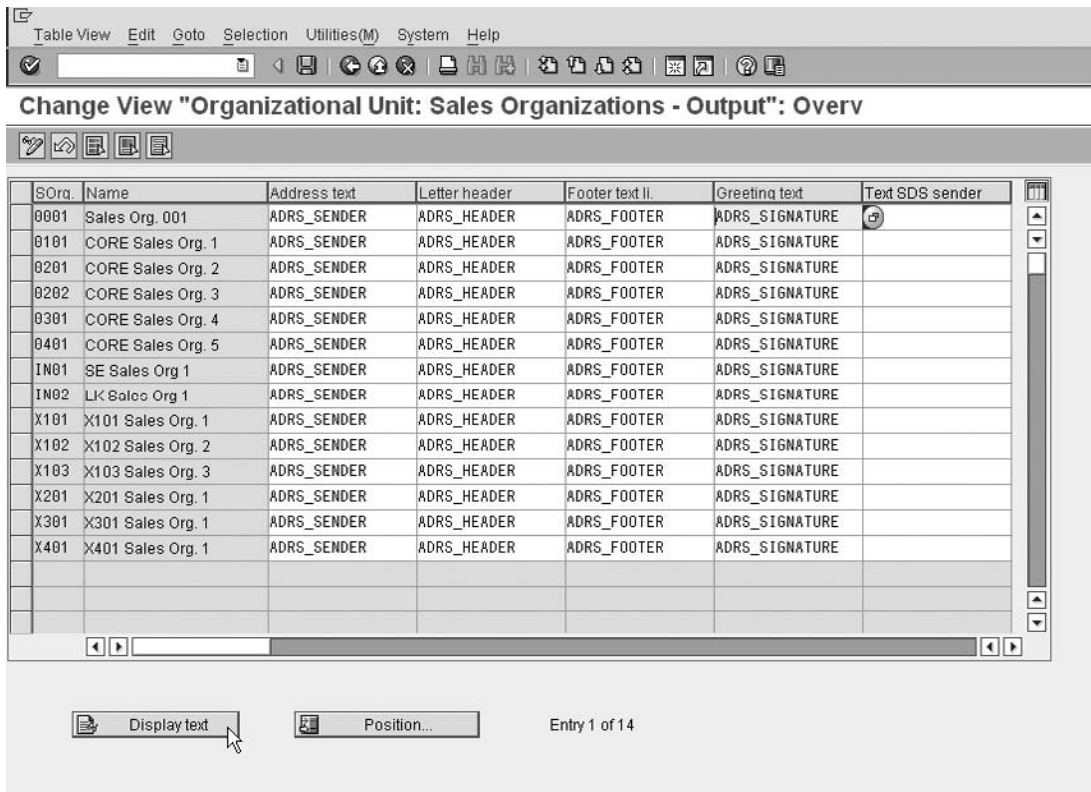 Table View Edit Goto Selection Utilities(M) System Help
Change View "Organizational Unit: Sales Organizations - Output": Overv
SOrg. Name Address text Letter header Footer text li. Greeting text Text SDS sender
0001 Sales Org. 001 ADRS_SENDER ADRS_HEADER ADRS_FOOTER ADRS_SIGNATURE
0101 CORE Sales Org. 1 ADRS_SENDER ADRS_HEADER ADRS_FOOTER ADRS_SIGNATURE
0201 CORE Sales Org. 2 ADRS_SENDER ADRS_HEADER ADRS_FOOTER ADRS_SIGNATURE
0202 CORE Sales Org. 3 ADRS_SENDER ADRS_HEADER ADRS_FOOTER ADRS_SIGNATURE
0301 CORE Sales Org. 4 ADRS_SENDER ADRS_HEADER ADRS_FOOTER ADRS_SIGNATURE
0401 CORE Sales Org. 5 ADRS_SENDER ADRS_HEADER ADRS_FOOTER ADRS_SIGNATURE
IN01 SE Sales Org 1 ADRS_SENDER ADRS_HEADER ADRS_FOOTER ADRS_SIGNATURE
IN02 LK Sales Org 1 ADRS_SENDER ADRS_HEADER ADRS_FOOTER ADRS_SIGNATURE
X101 X101 Sales Org. 1 ADRS_SENDER ADRS_HEADER ADRS_FOOTER ADRS_SIGNATURE
X102 X102 Sales Org. 2 ADRS_SENDER ADRS_HEADER ADRS_FOOTER ADRS_SIGNATURE
X103 X103 Sales Org. 3 ADRS_SENDER ADRS_HEADER ADRS_FOOTER ADRS_SIGNATURE
X201 X201 Sales Org. 1 ADRS_SENDER ADRS_HEADER ADRS_FOOTER ADRS_SIGNATURE
X301 X301 Sales Org. 1 ADRS_SENDER ADRS_HEADER ADRS_FOOTER ADRS_SIGNATURE
X401 X401 Sales Org. 1 ADRS_SENDER ADRS_HEADER ADRS_FOOTER ADRS_SIGNATURE
Display text Position... Entry 1 of 14